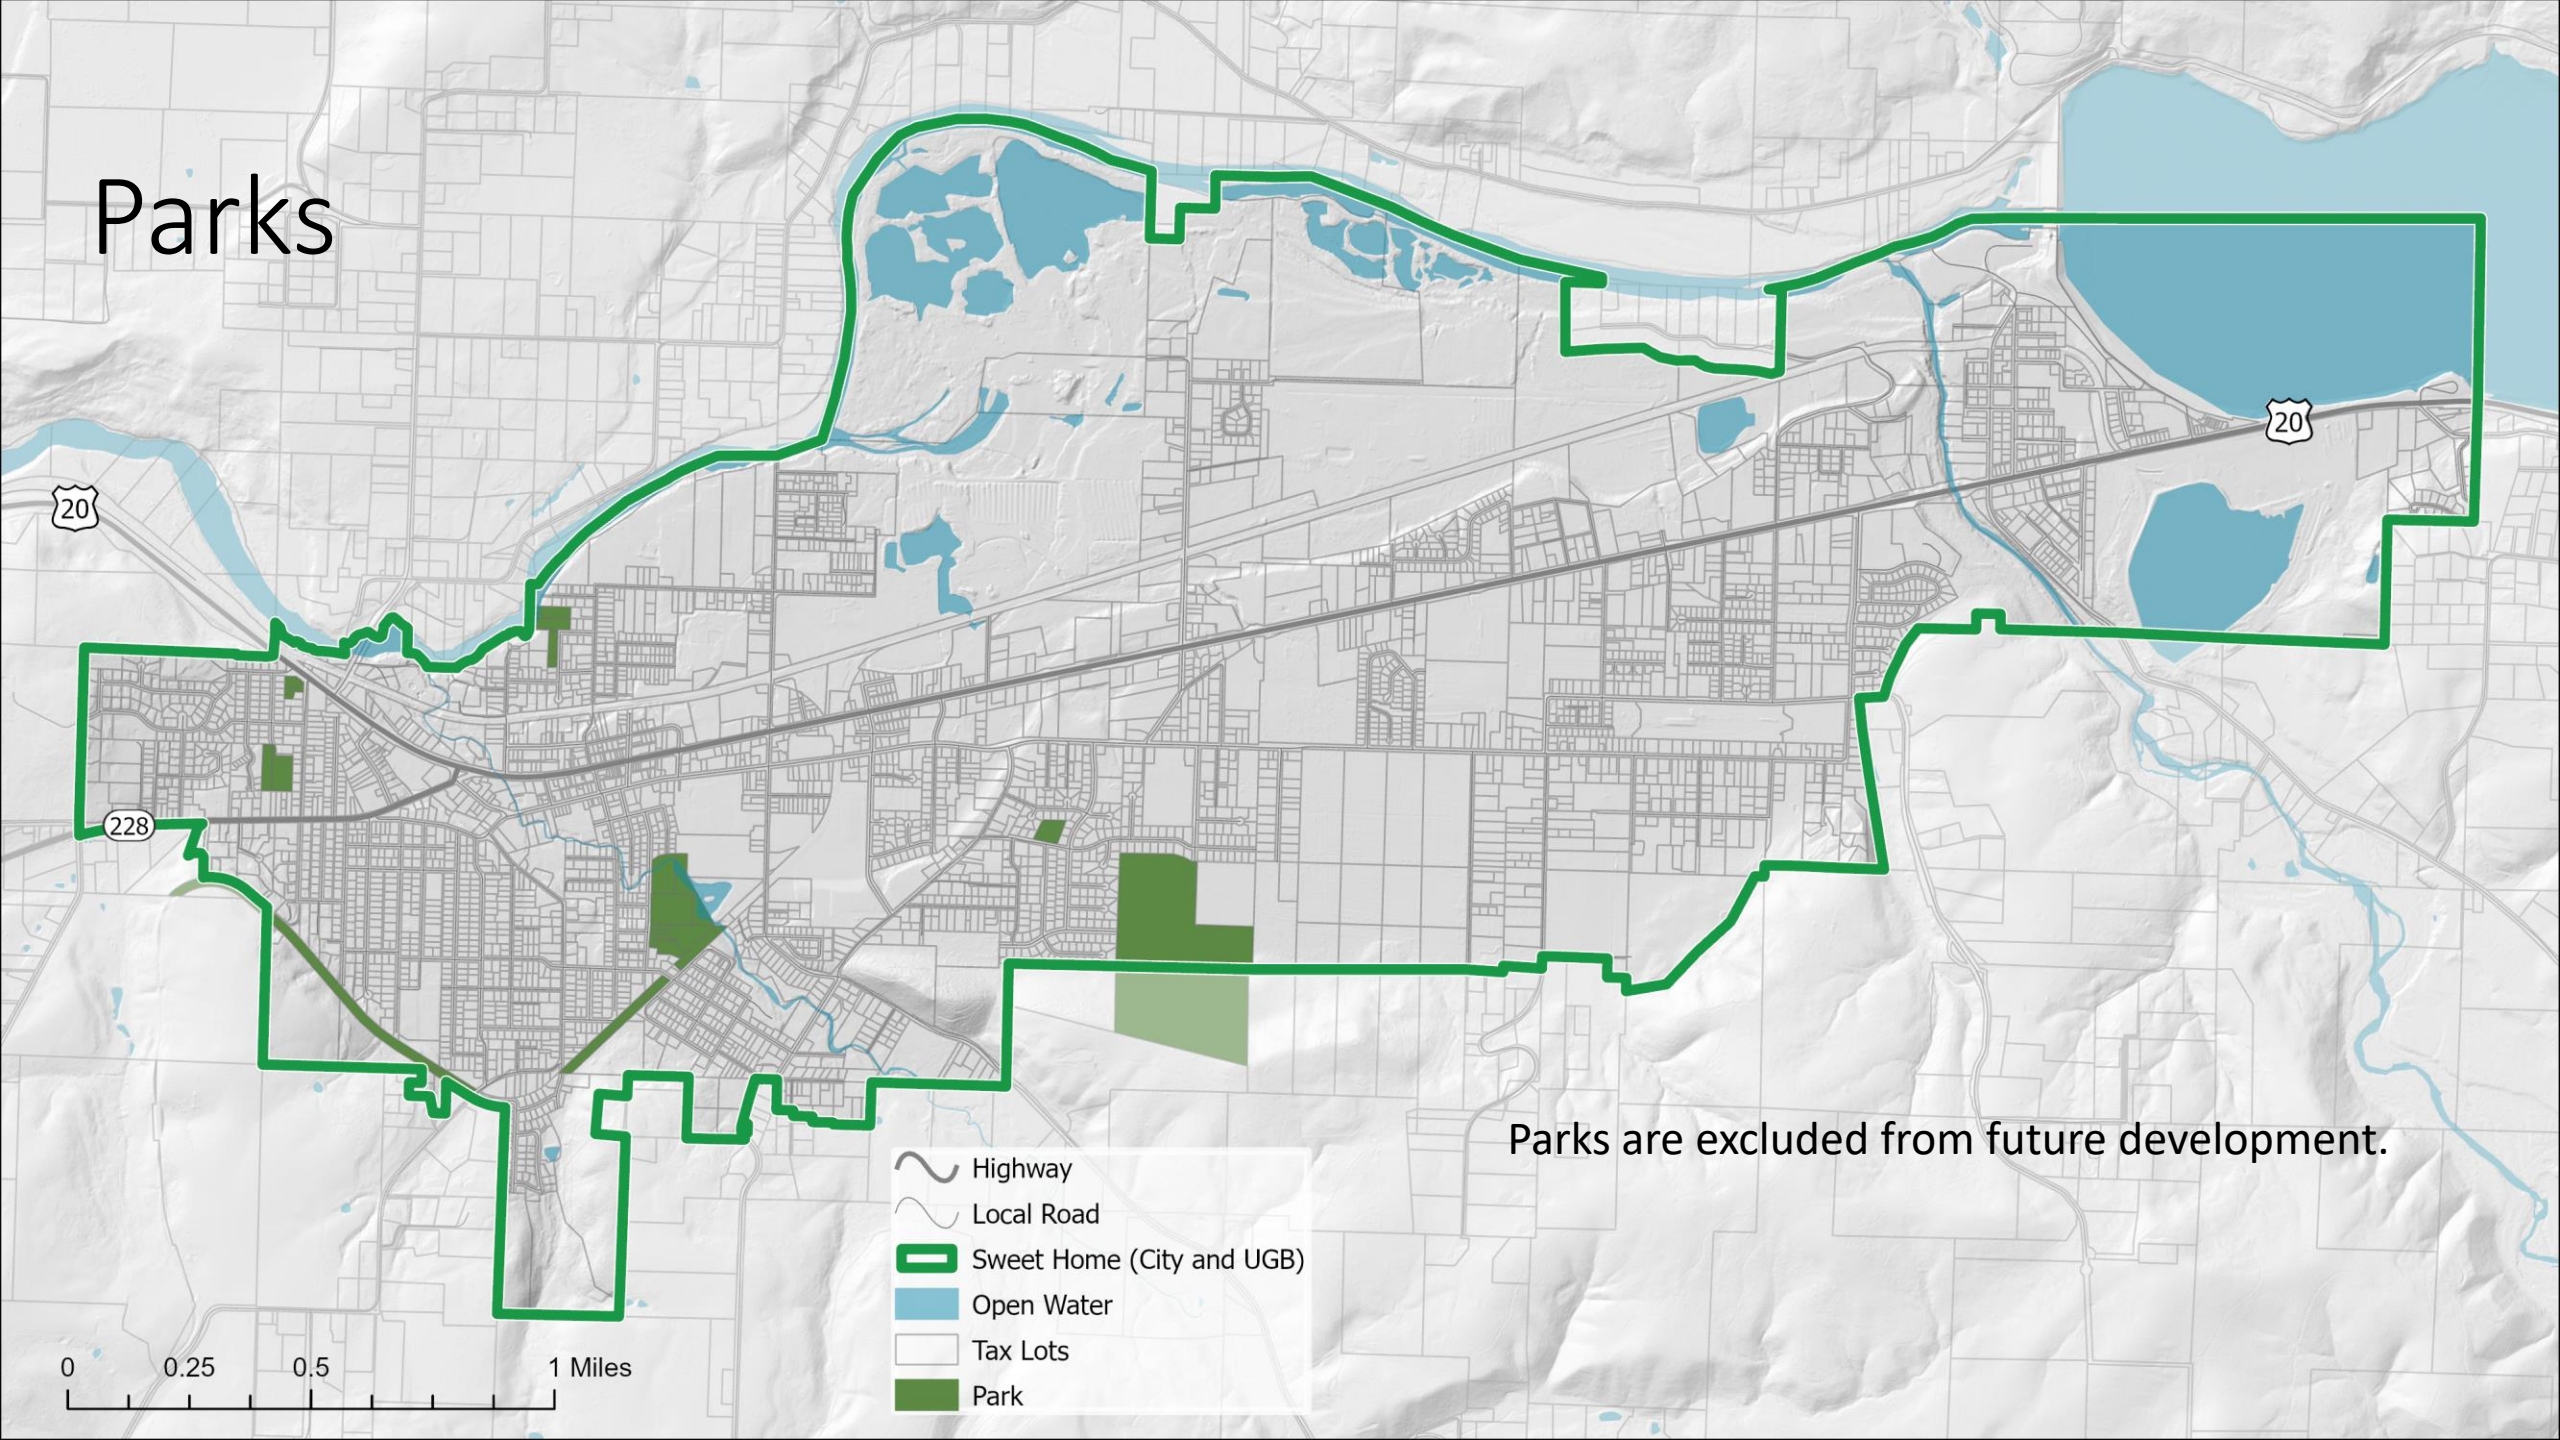 Parks
20
20
228
Parks are excluded from future development.
Highway
Local Road
Sweet Home (City and UGB)
Open Water
Tax Lots
Park
0 0.25 0.5 1 Miles